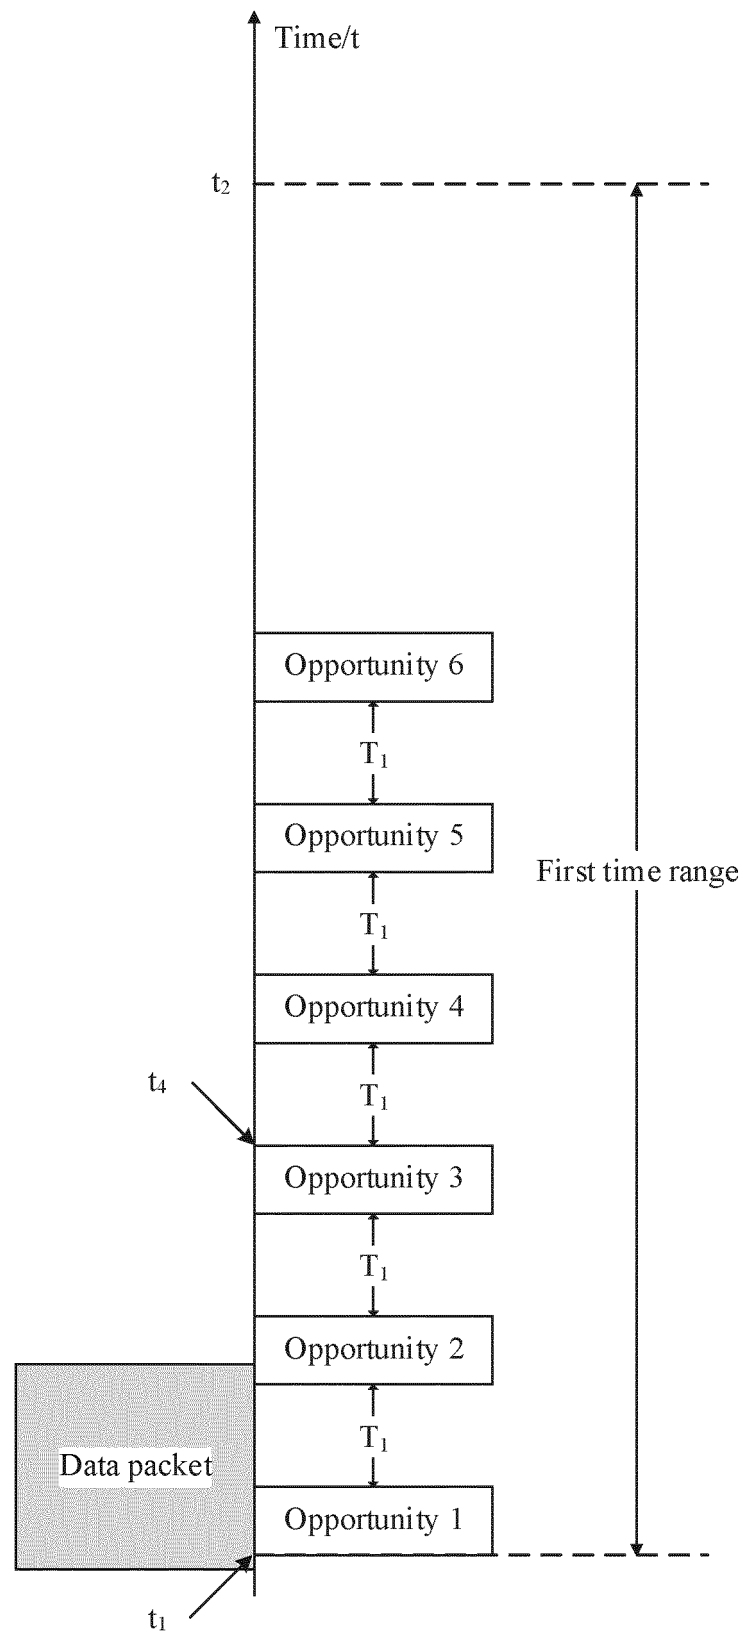 Time/t
t₂
Opportunity 6
T₁
Opportunity 5
First time range
T₁
Opportunity 4
t₄
T₁
Opportunity 3
T₁
Opportunity 2
T₁
Data packet
Opportunity 1
t₁